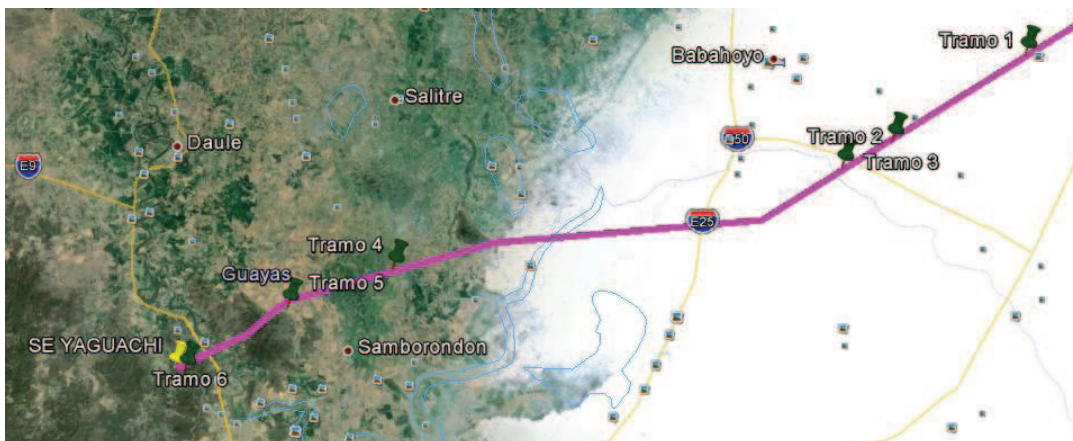 Tramo 1
Babahoyo
Salitre
Daule
E50
Tramo 2
Tramo 3
E9
E25
Tramo 4
Guayas
Tramo 5
SE YAGUACHI
Samborondon
Tramo 6